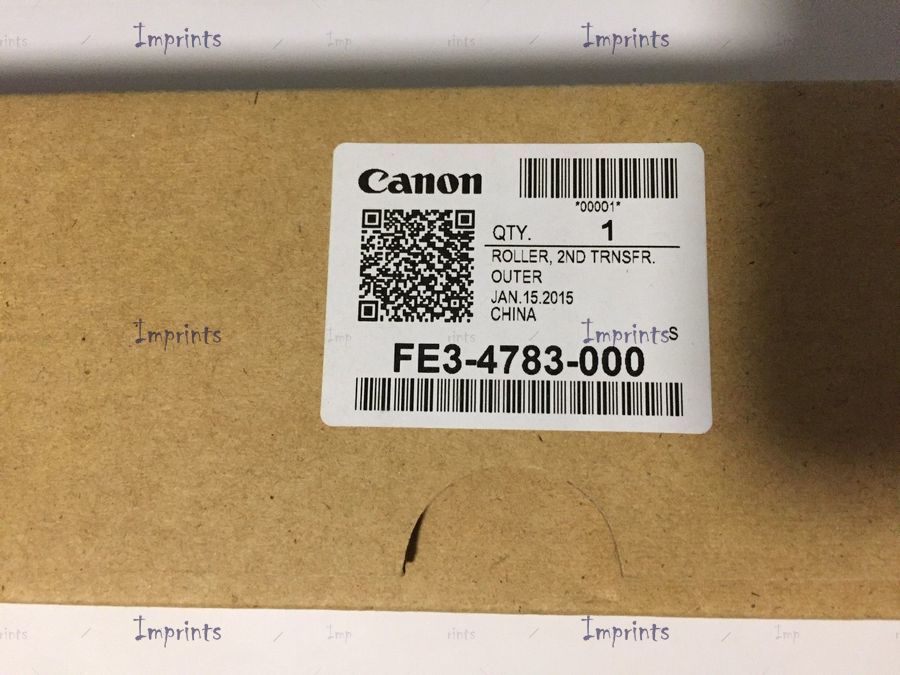 Imprints
Imprints
Canon
*00001*
QTY. 1
ROLLER, 2ND TRNSFR.
OUTER
JAN.15.2015
CHINA
Imprints
Imprints
S
FE3-4783-000
Imprints
Imprints